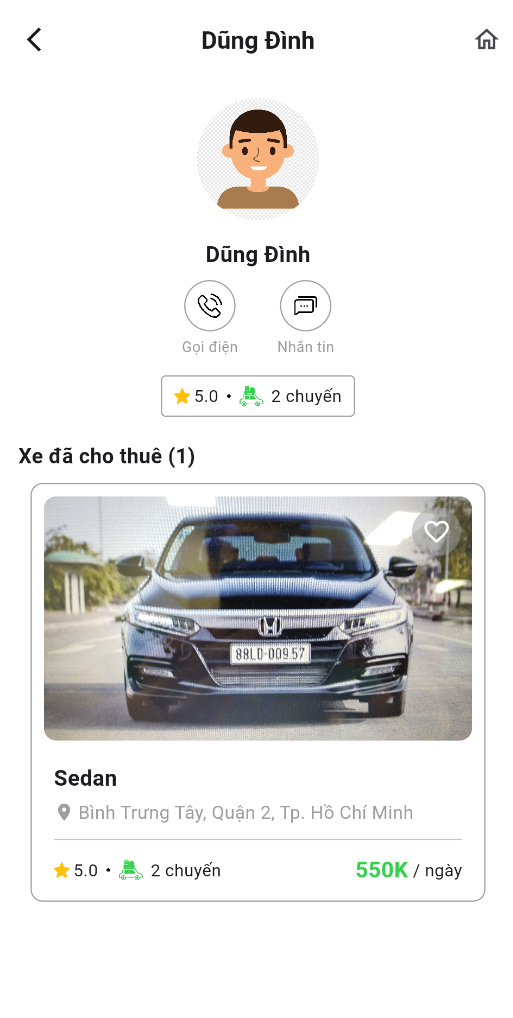 Dũng Đình
Dũng Đình
Gọi điện
Nhắn tin
5.0 • 2 chuyến
Xe đã cho thuê (1)
88LD-009.57
Sedan
Bình Trưng Tây, Quận 2, Tp. Hồ Chí Minh
5.0 • 2 chuyến
550K / ngày